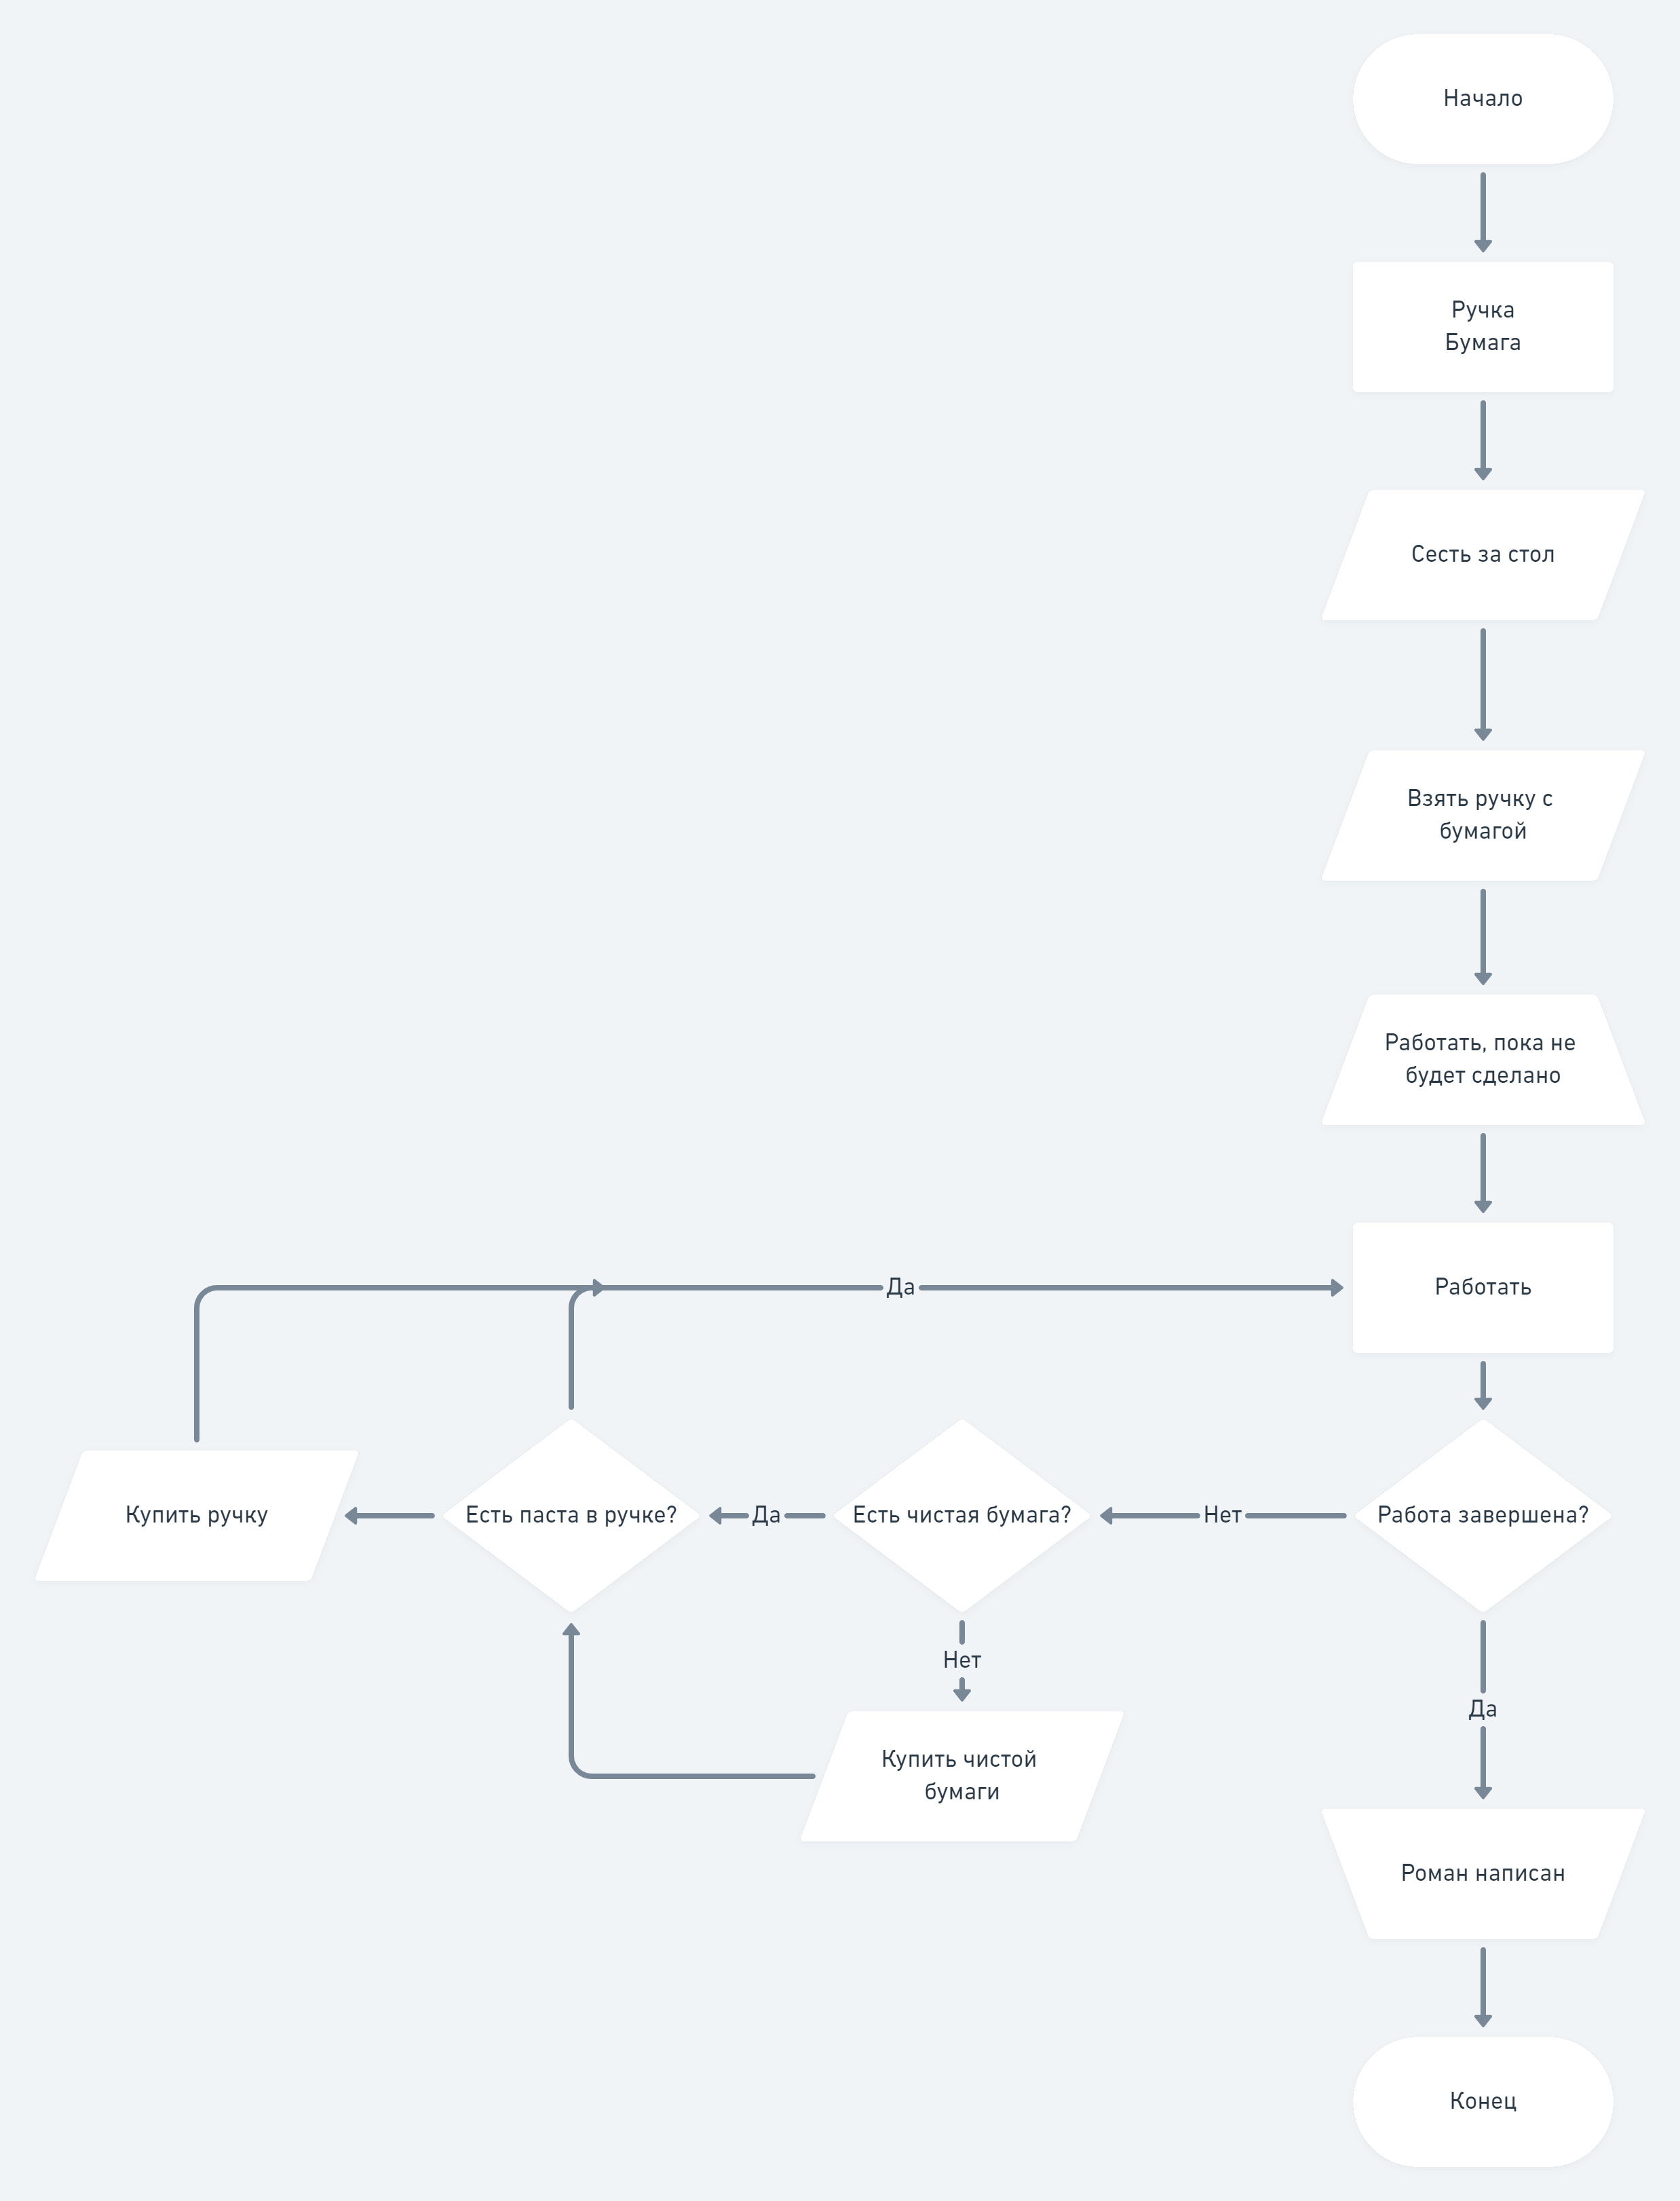 Начало
Ручка
Бумага
Сесть за стол
Взять ручку с
бумагой
Работать, пока не
будет сделано
Да
Работать
Купить ручку
Есть паста в ручке?
Да
Есть чистая бумага?
Нет
Работа завершена?
Нет
Да
Купить чистой
бумаги
Роман написан
Конец